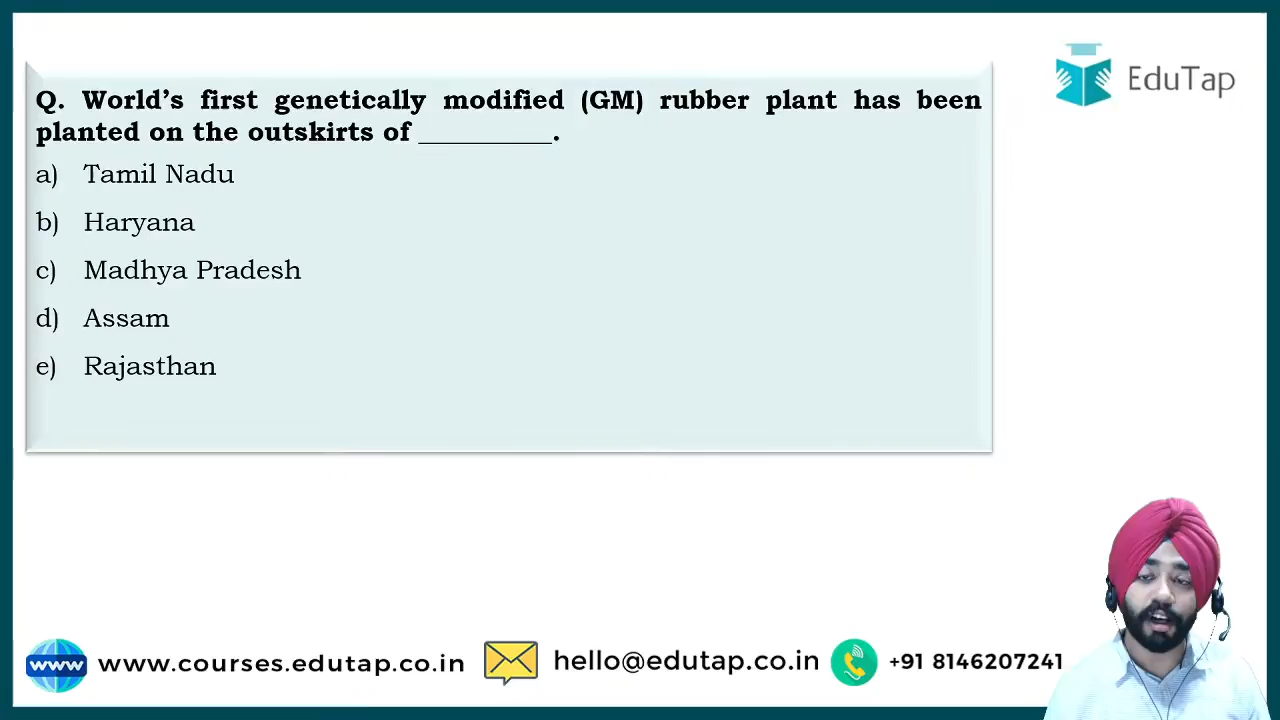 Q. World’s first genetically modified (GM) rubber plant has been
planted on the outskirts of __________.
a) Tamil Nadu
b) Haryana
c) Madhya Pradesh
d) Assam
e) Rajasthan
EduTap
www www.courses.edutap.co.in
hello@edutap.co.in
+91 8146207241